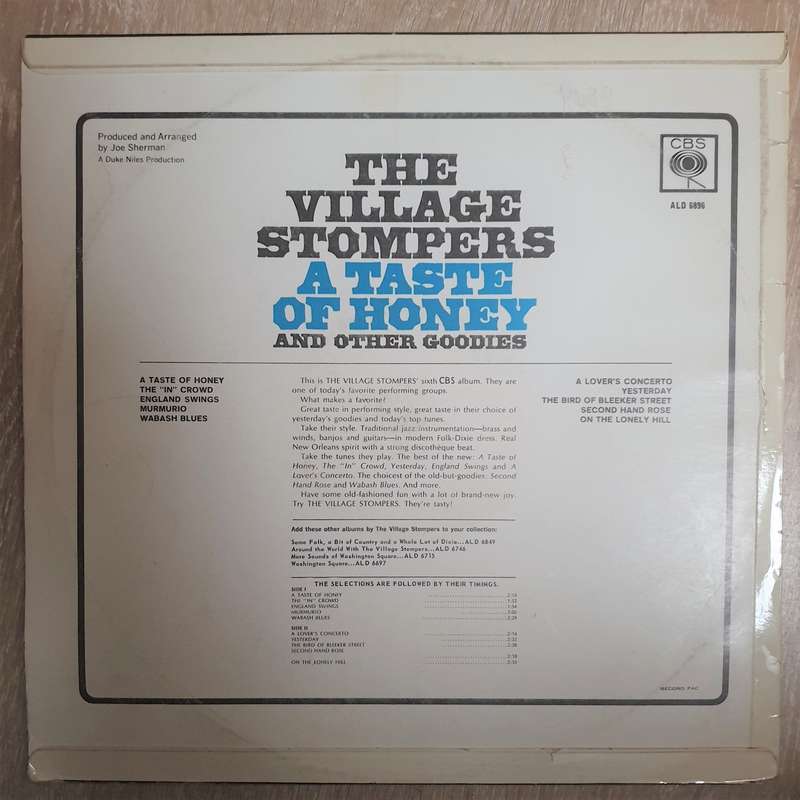 Produced and Arranged
by Joe Sherman
A Duke Niles Production
CBS
ALD 6896
THE
VILLAGE
STOMPERS
A TASTE
OF HONEY
AND OTHER GOODIES
A TASTE OF HONEY
THE "IN" CROWD
ENGLAND SWINGS
MURMURIO
WABASH BLUES
This is THE VILLAGE STOMPERS' sixth CBS album. They are
one of today's favorite performing groups.
What makes a favorite?
Great taste in performing style, great taste in their choice of
yesterday's goodies and today's top tunes.
Take their style. Traditional jazz instrumentation—brass and
winds, banjos and guitars—in modern Folk-Dixie dress. Real
New Orleans spirit with a strong discothèque beat.
Take the tunes they play. The best of the new: A Taste of
Honey, The "In" Crowd, Yesterday, England Swings and A
Lover's Concerto. The choicest of the old-but-goodies: Second
Hand Rose and Wabash Blues. And more.
Have some old-fashioned fun with a lot of brand-new joy.
Try THE VILLAGE STOMPERS. They're tasty!
A LOVER'S CONCERTO
YESTERDAY
THE BIRD OF BLEEKER STREET
SECOND HAND ROSE
ON THE LONELY HILL
Add these other albums by The Village Stompers to your collection:
Some Folk, a Bit of Country and a Whole Lot of Dixie...ALD 6849
Around the World With The Village Stompers...ALD 6746
More Sounds of Washington Square...ALD 6715
Washington Square...ALD 6697
THE SELECTIONS ARE FOLLOWED BY THEIR TIMINGS.
SIDE I
A TASTE OF HONEY
THE "IN" CROWD
ENGLAND SWINGS
MURMURIO
WABASH BLUES
SIDE II
A LOVER'S CONCERTO
YESTERDAY
THE BIRD OF BLEEKER STREET
SECOND HAND ROSE
ON THE LONELY HILL
RECORD PAC